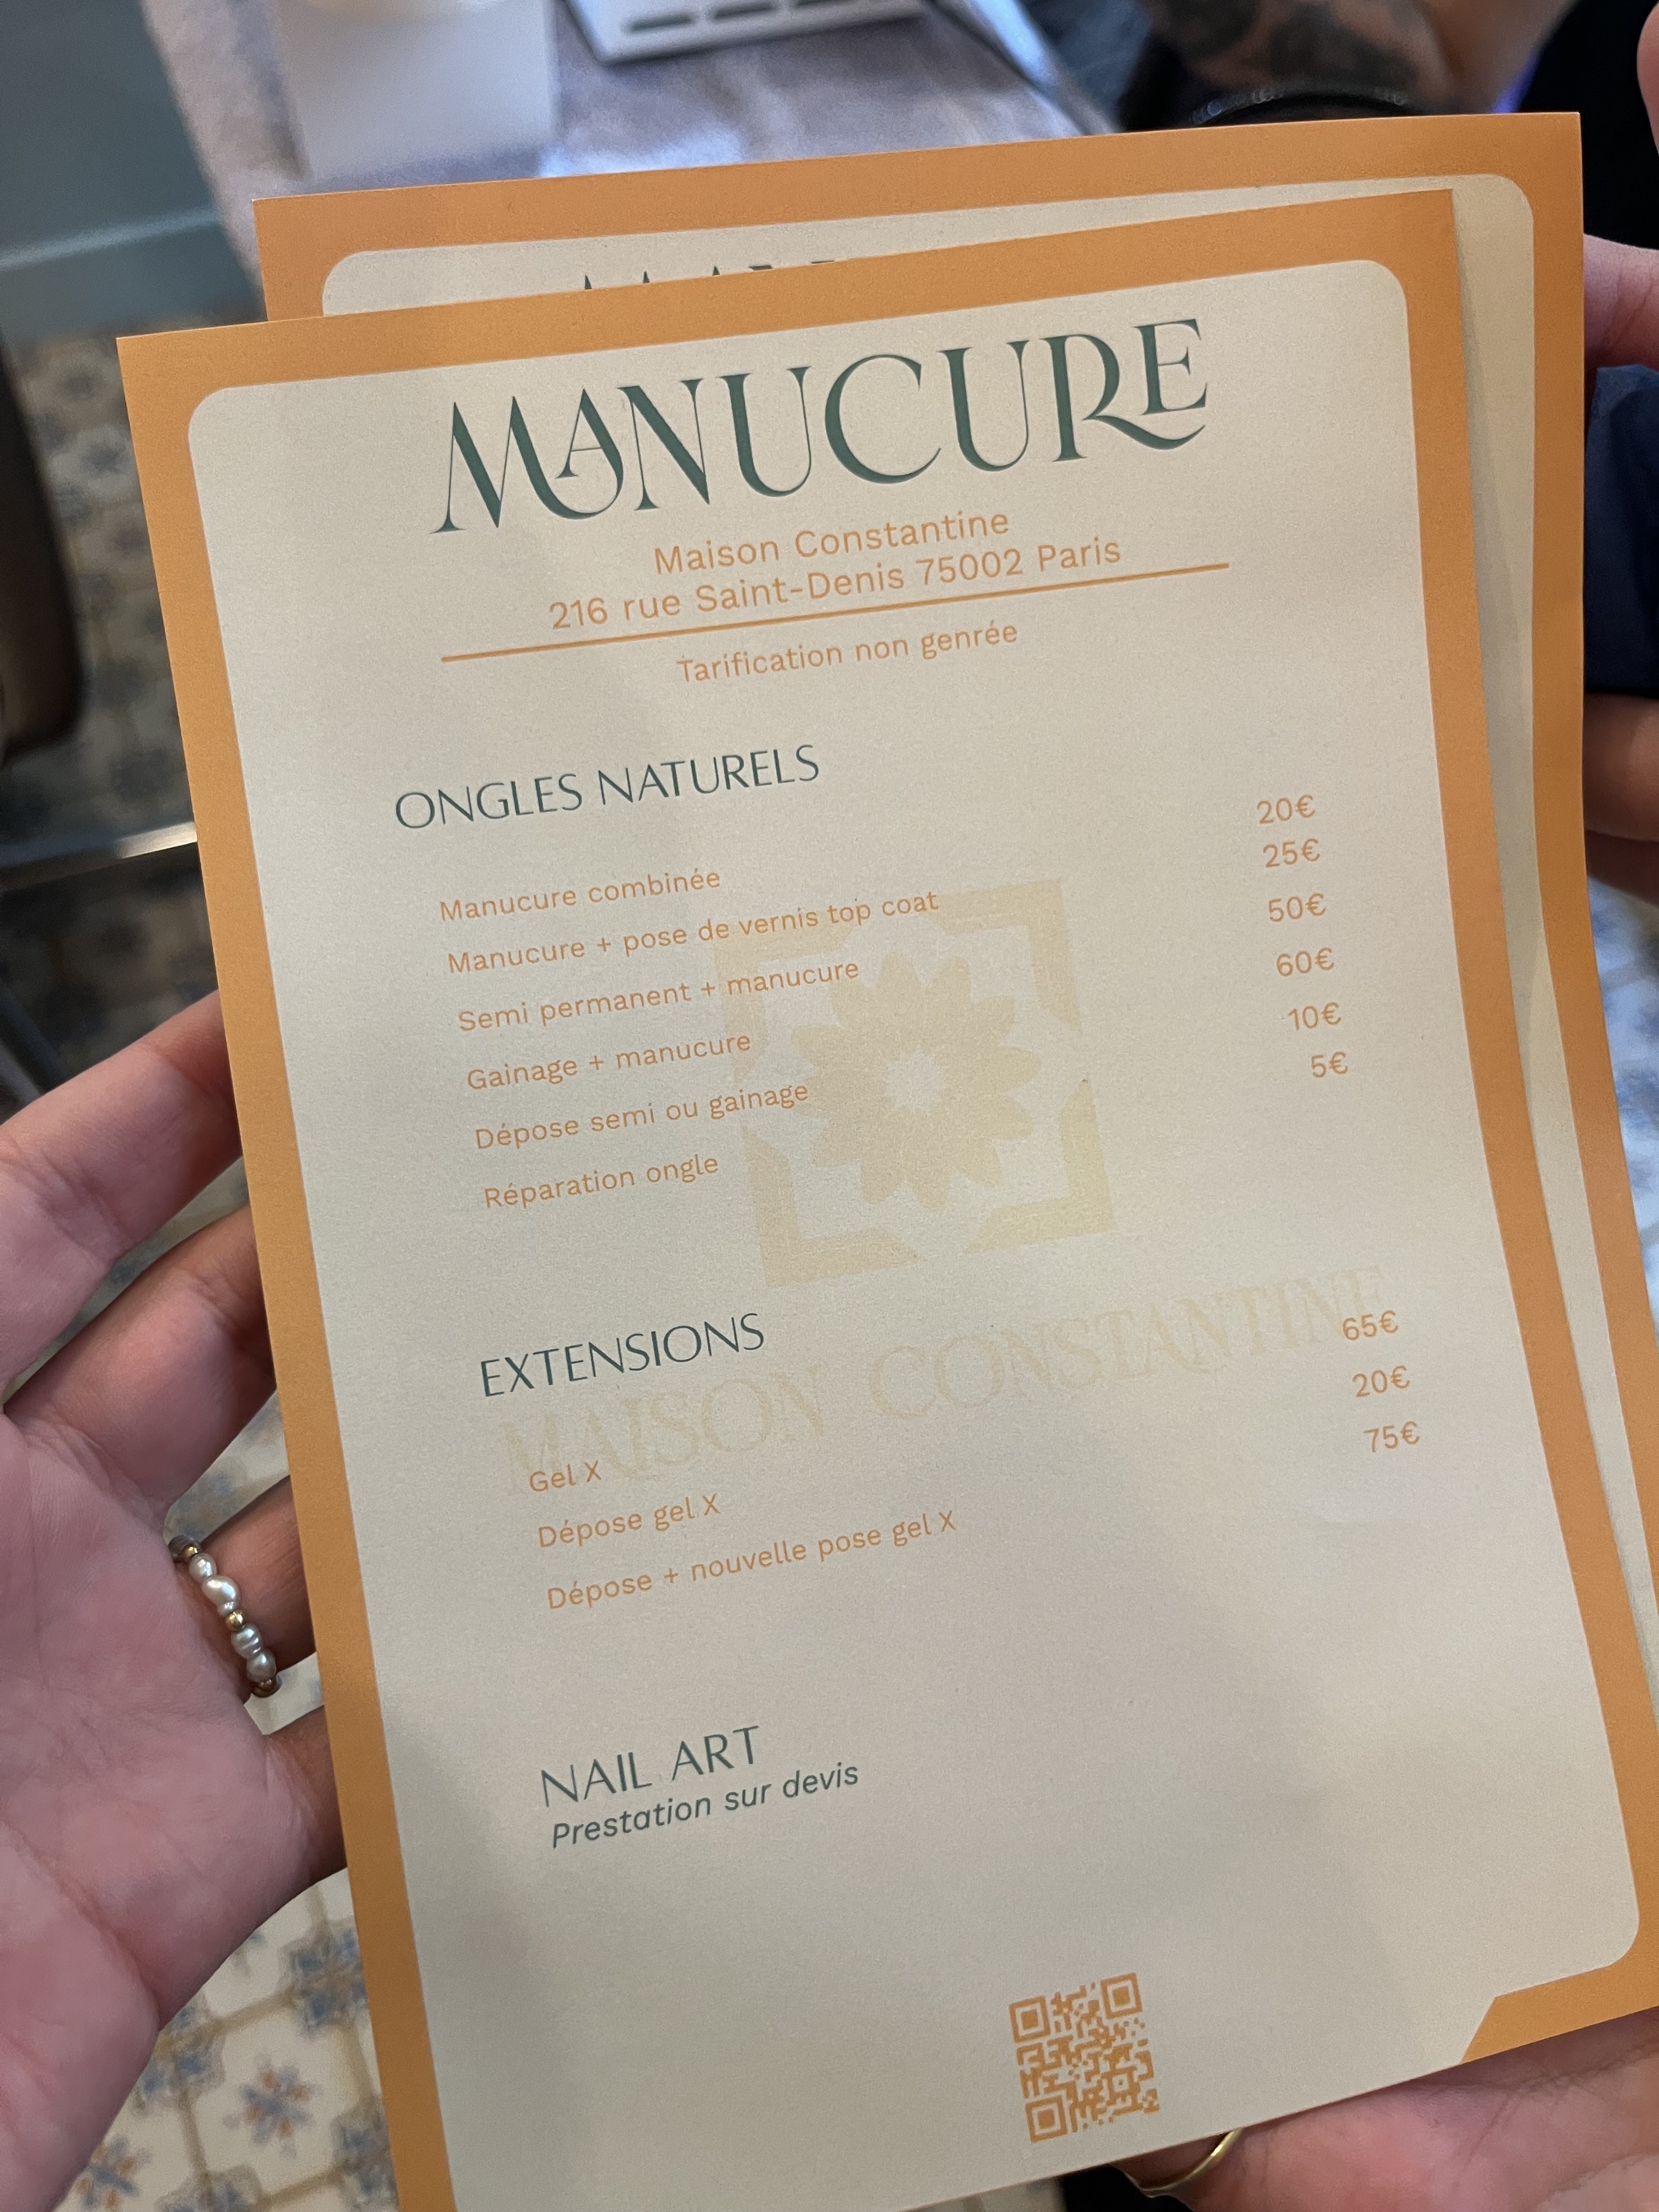 MANUCURE
Maison Constantine
216 rue Saint-Denis 75002 Paris
Tarification non genrée
ONGLES NATURELS
Manucure combinée 20€
Manucure + pose de vernis top coat 25€
Semi permanent + manucure 50€
Gainage + manucure 60€
Dépose semi ou gainage 10€
Réparation ongle 5€
MAISON CONSTANTINE
EXTENSIONS
Gel X 65€
Dépose gel X 20€
Dépose + nouvelle pose gel X 75€
NAIL ART
Prestation sur devis